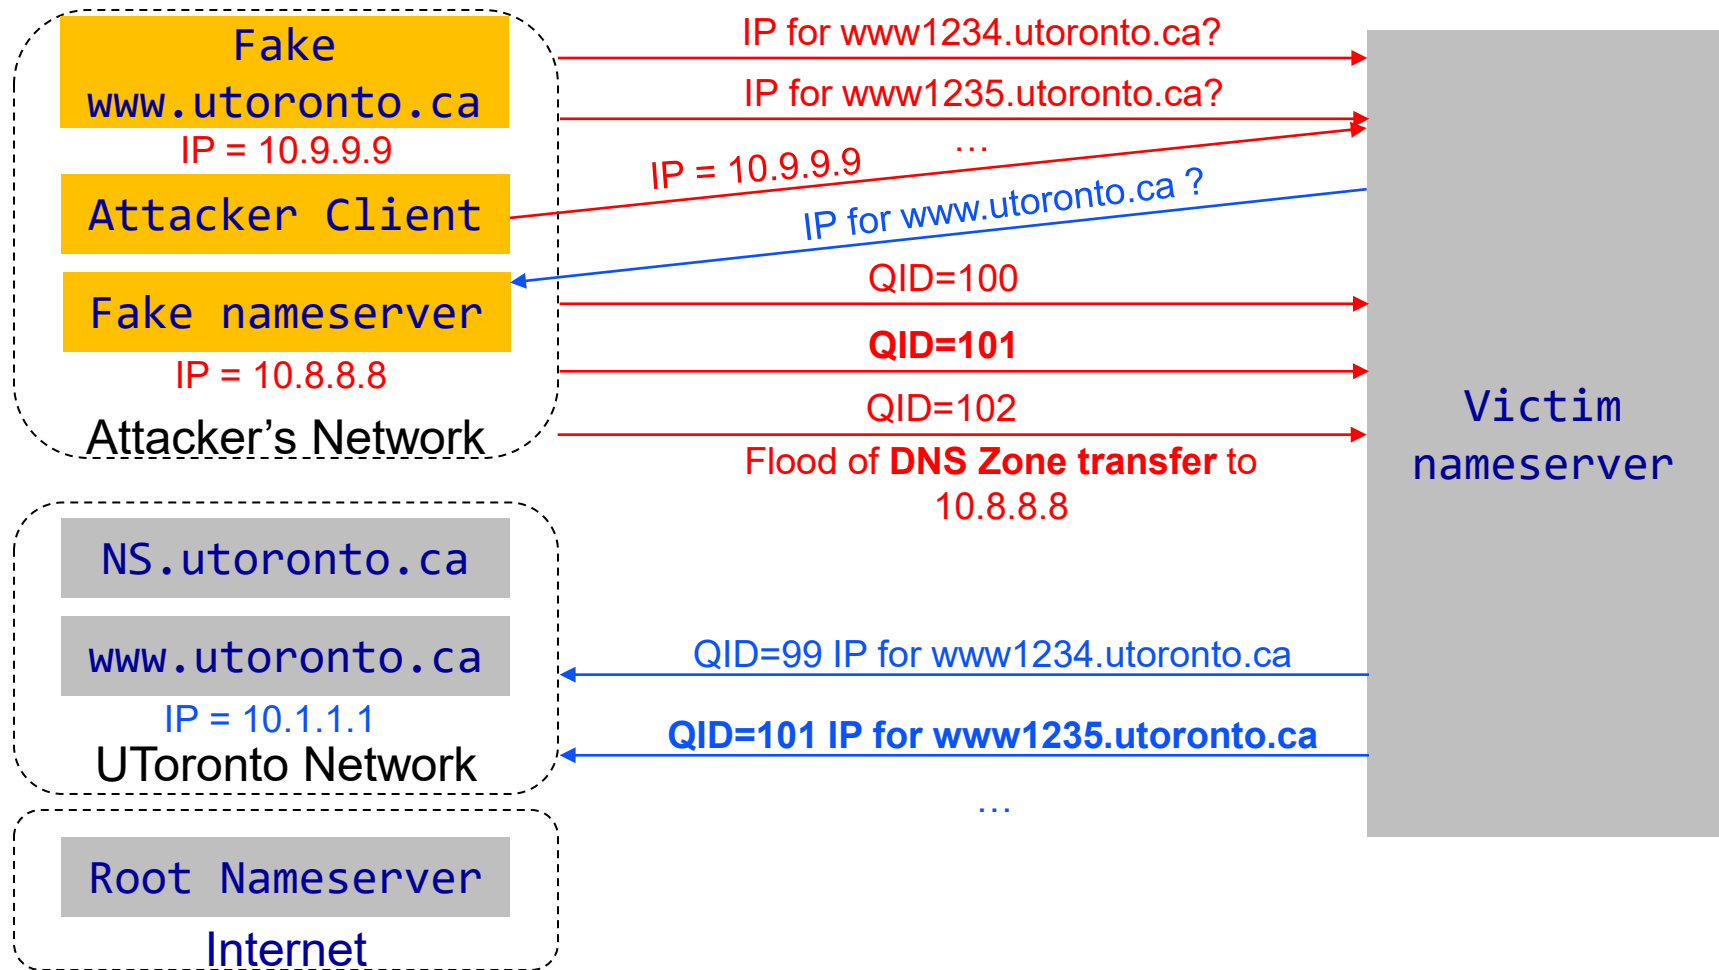 Fake
www.utoronto.ca
IP = 10.9.9.9
Attacker Client
Fake nameserver
IP = 10.8.8.8
Attacker’s Network
IP for www1234.utoronto.ca?
IP for www1235.utoronto.ca?
…
IP = 10.9.9.9
IP for www.utoronto.ca ?
QID=100
QID=101
QID=102
Flood of DNS Zone transfer to
10.8.8.8
Victim
nameserver
NS.utoronto.ca
www.utoronto.ca
IP = 10.1.1.1
UToronto Network
QID=99 IP for www1234.utoronto.ca
QID=101 IP for www1235.utoronto.ca
…
Root Nameserver
Internet